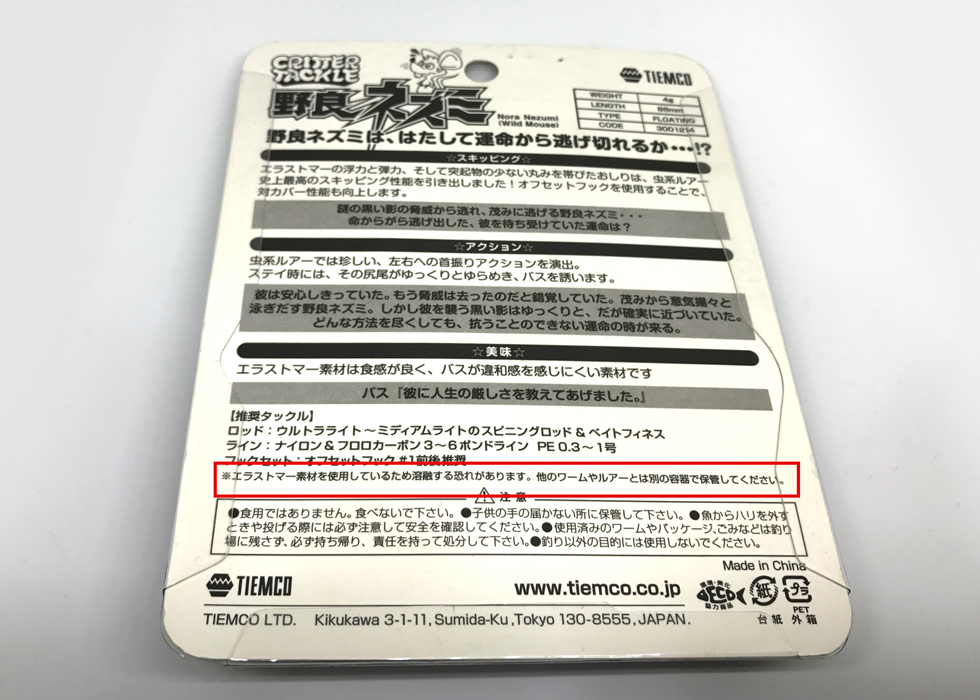 CRITTER
TACKLE
TIEMCO
野良ネズミ
Nora Nezumi
(Wild Mouse)
WEIGHT 4g
LENGTH 88mm
TYPE FLOATING
CODE 3001214
野良ネズミは、はたして運命から逃げ切れるか・・・!?
☆スキッピング☆
エラストマーの浮力と弾力、そして突起物の少ない丸みを帯びたおしりは、虫系ルアー
史上最高のスキッピング性能を引き出しました!オフセットフックを使用することで、
対カバー性能も向上します。
謎の黒い影の脅威から逃れ、茂みに逃げる野良ネズミ・・・
命からがら逃げ出した、彼を待ち受けていた運命は?
☆アクション☆
虫系ルアーでは珍しい、左右への首振りアクションを演出。
ステイ時には、その尻尾がゆっくりとゆらめき、バスを誘います。
彼は安心しきっていた。もう脅威は去ったのだと錯覚していた。茂みから意気揚々と
泳ぎだす野良ネズミ。しかし彼を襲う黒い影はゆっくりと、だが確実に近づいていた。
どんな方法を尽くしても、抗うことのできない運命の時が来る。
☆美味☆
エラストマー素材は食感が良く、バスが違和感を感じにくい素材です
バス『彼に人生の厳しさを教えてあげました。』
【推奨タックル】
ロッド:ウルトラライト〜ミディアムライトのスピニングロッド&ベイトフィネス
ライン:ナイロン&フロロカーボン3〜6ポンドライン PE0.3〜1号
フックセット:オフセットフック#1前後推奨
※エラストマー素材を使用しているため溶融する恐れがあります。他のワームやルアーとは別の容器で保管してください。
注意
●食用ではありません。食べないで下さい。●子供の手の届かない所に保管して下さい。●魚からハリを外す
ときや投げる際には必ず注意して安全を確認してください。●使用済みのワームやパッケージ、ごみなどは釣り
場に残さず、必ず持ち帰り、責任を持って処分して下さい。●釣り以外の目的には使用しないでください。
Made in China
TIEMCO
www.tiemco.co.jp
ECO
紙
プラ
PET
台紙 外箱
TIEMCO LTD. Kikukawa 3-1-11, Sumida-Ku, Tokyo 130-8555, JAPAN.